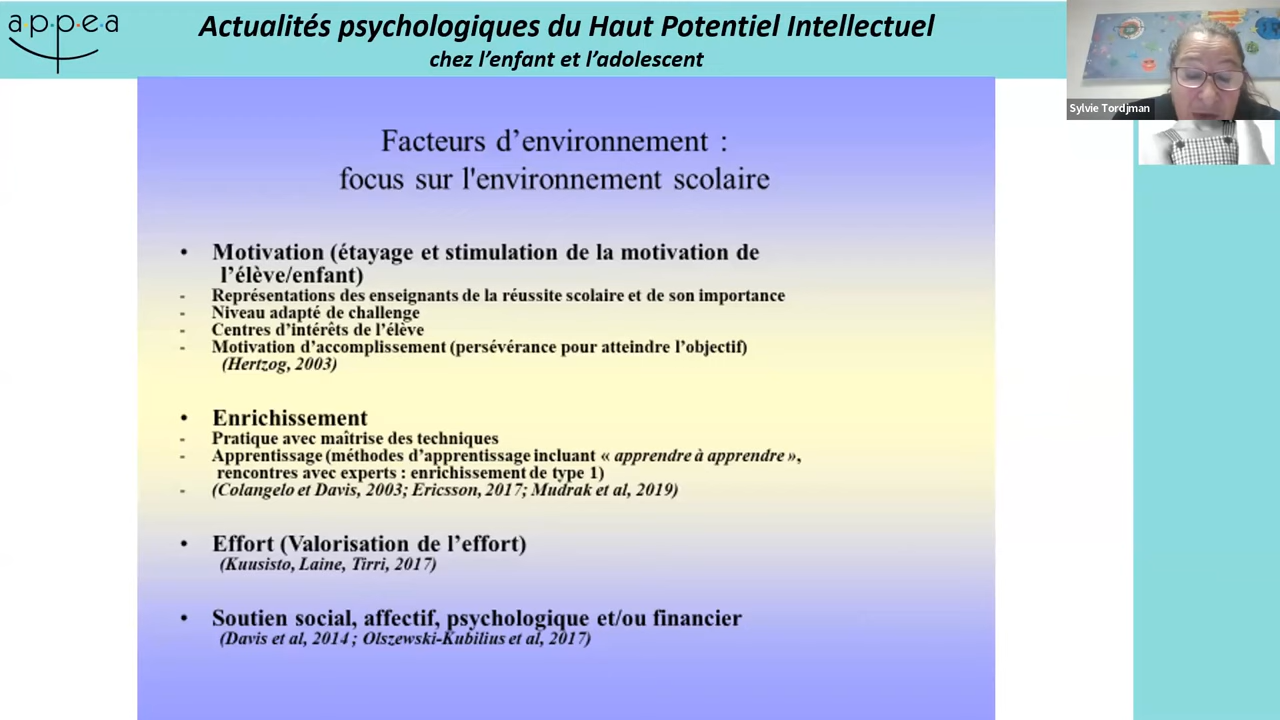 appea
Actualités psychologiques du Haut Potentiel Intellectuel
chez l'enfant et l'adolescent
Sylvie Tordjman
Facteurs d'environnement :
focus sur l'environnement scolaire
• Motivation (étayage et stimulation de la motivation de
l'élève/enfant)
- Représentations des enseignants de la réussite scolaire et de son importance
- Niveau adapté de challenge
- Centres d'intérêts de l'élève
- Motivation d'accomplissement (persévérance pour atteindre l'objectif)
(Hertzog, 2003)
• Enrichissement
- Pratique avec maîtrise des techniques
- Apprentissage (méthodes d'apprentissage incluant « apprendre à apprendre »,
rencontres avec experts : enrichissement de type 1)
- (Colangelo et Davis, 2003; Ericsson, 2017; Mudrak et al, 2019)
• Effort (Valorisation de l'effort)
(Kuusisto, Laine, Tirri, 2017)
• Soutien social, affectif, psychologique et/ou financier
(Davis et al, 2014 ; Olszewski-Kubilius et al, 2017)